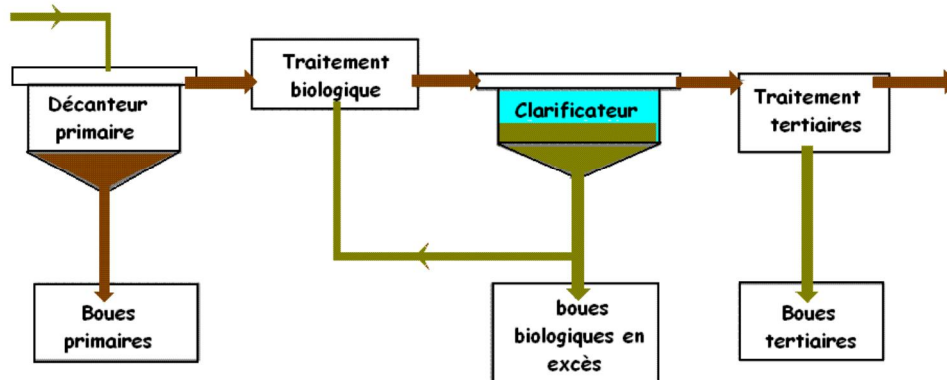 Décanteur
primaire
Traitement
biologique
Clarificateur
Traitement
tertiaires
Boues
primaires
boues
biologiques en
excès
Boues
tertiaires